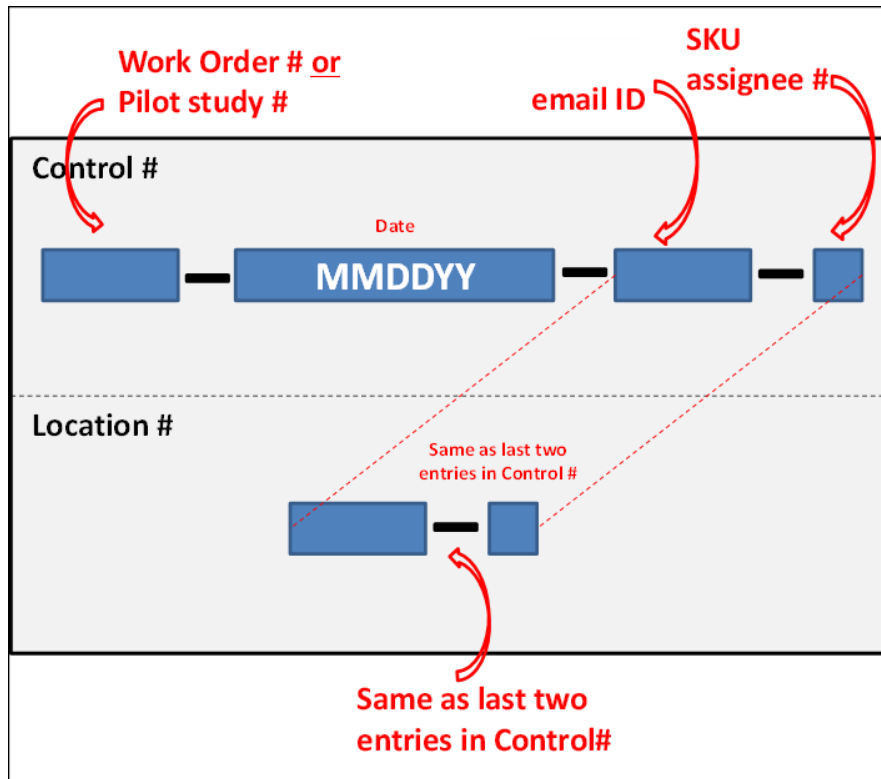 Work Order # or
Pilot study #
email ID
SKU
assignee #
Control #
Date
MMDDYY
Location #
Same as last two
entries in Control #
Same as last two
entries in Control#